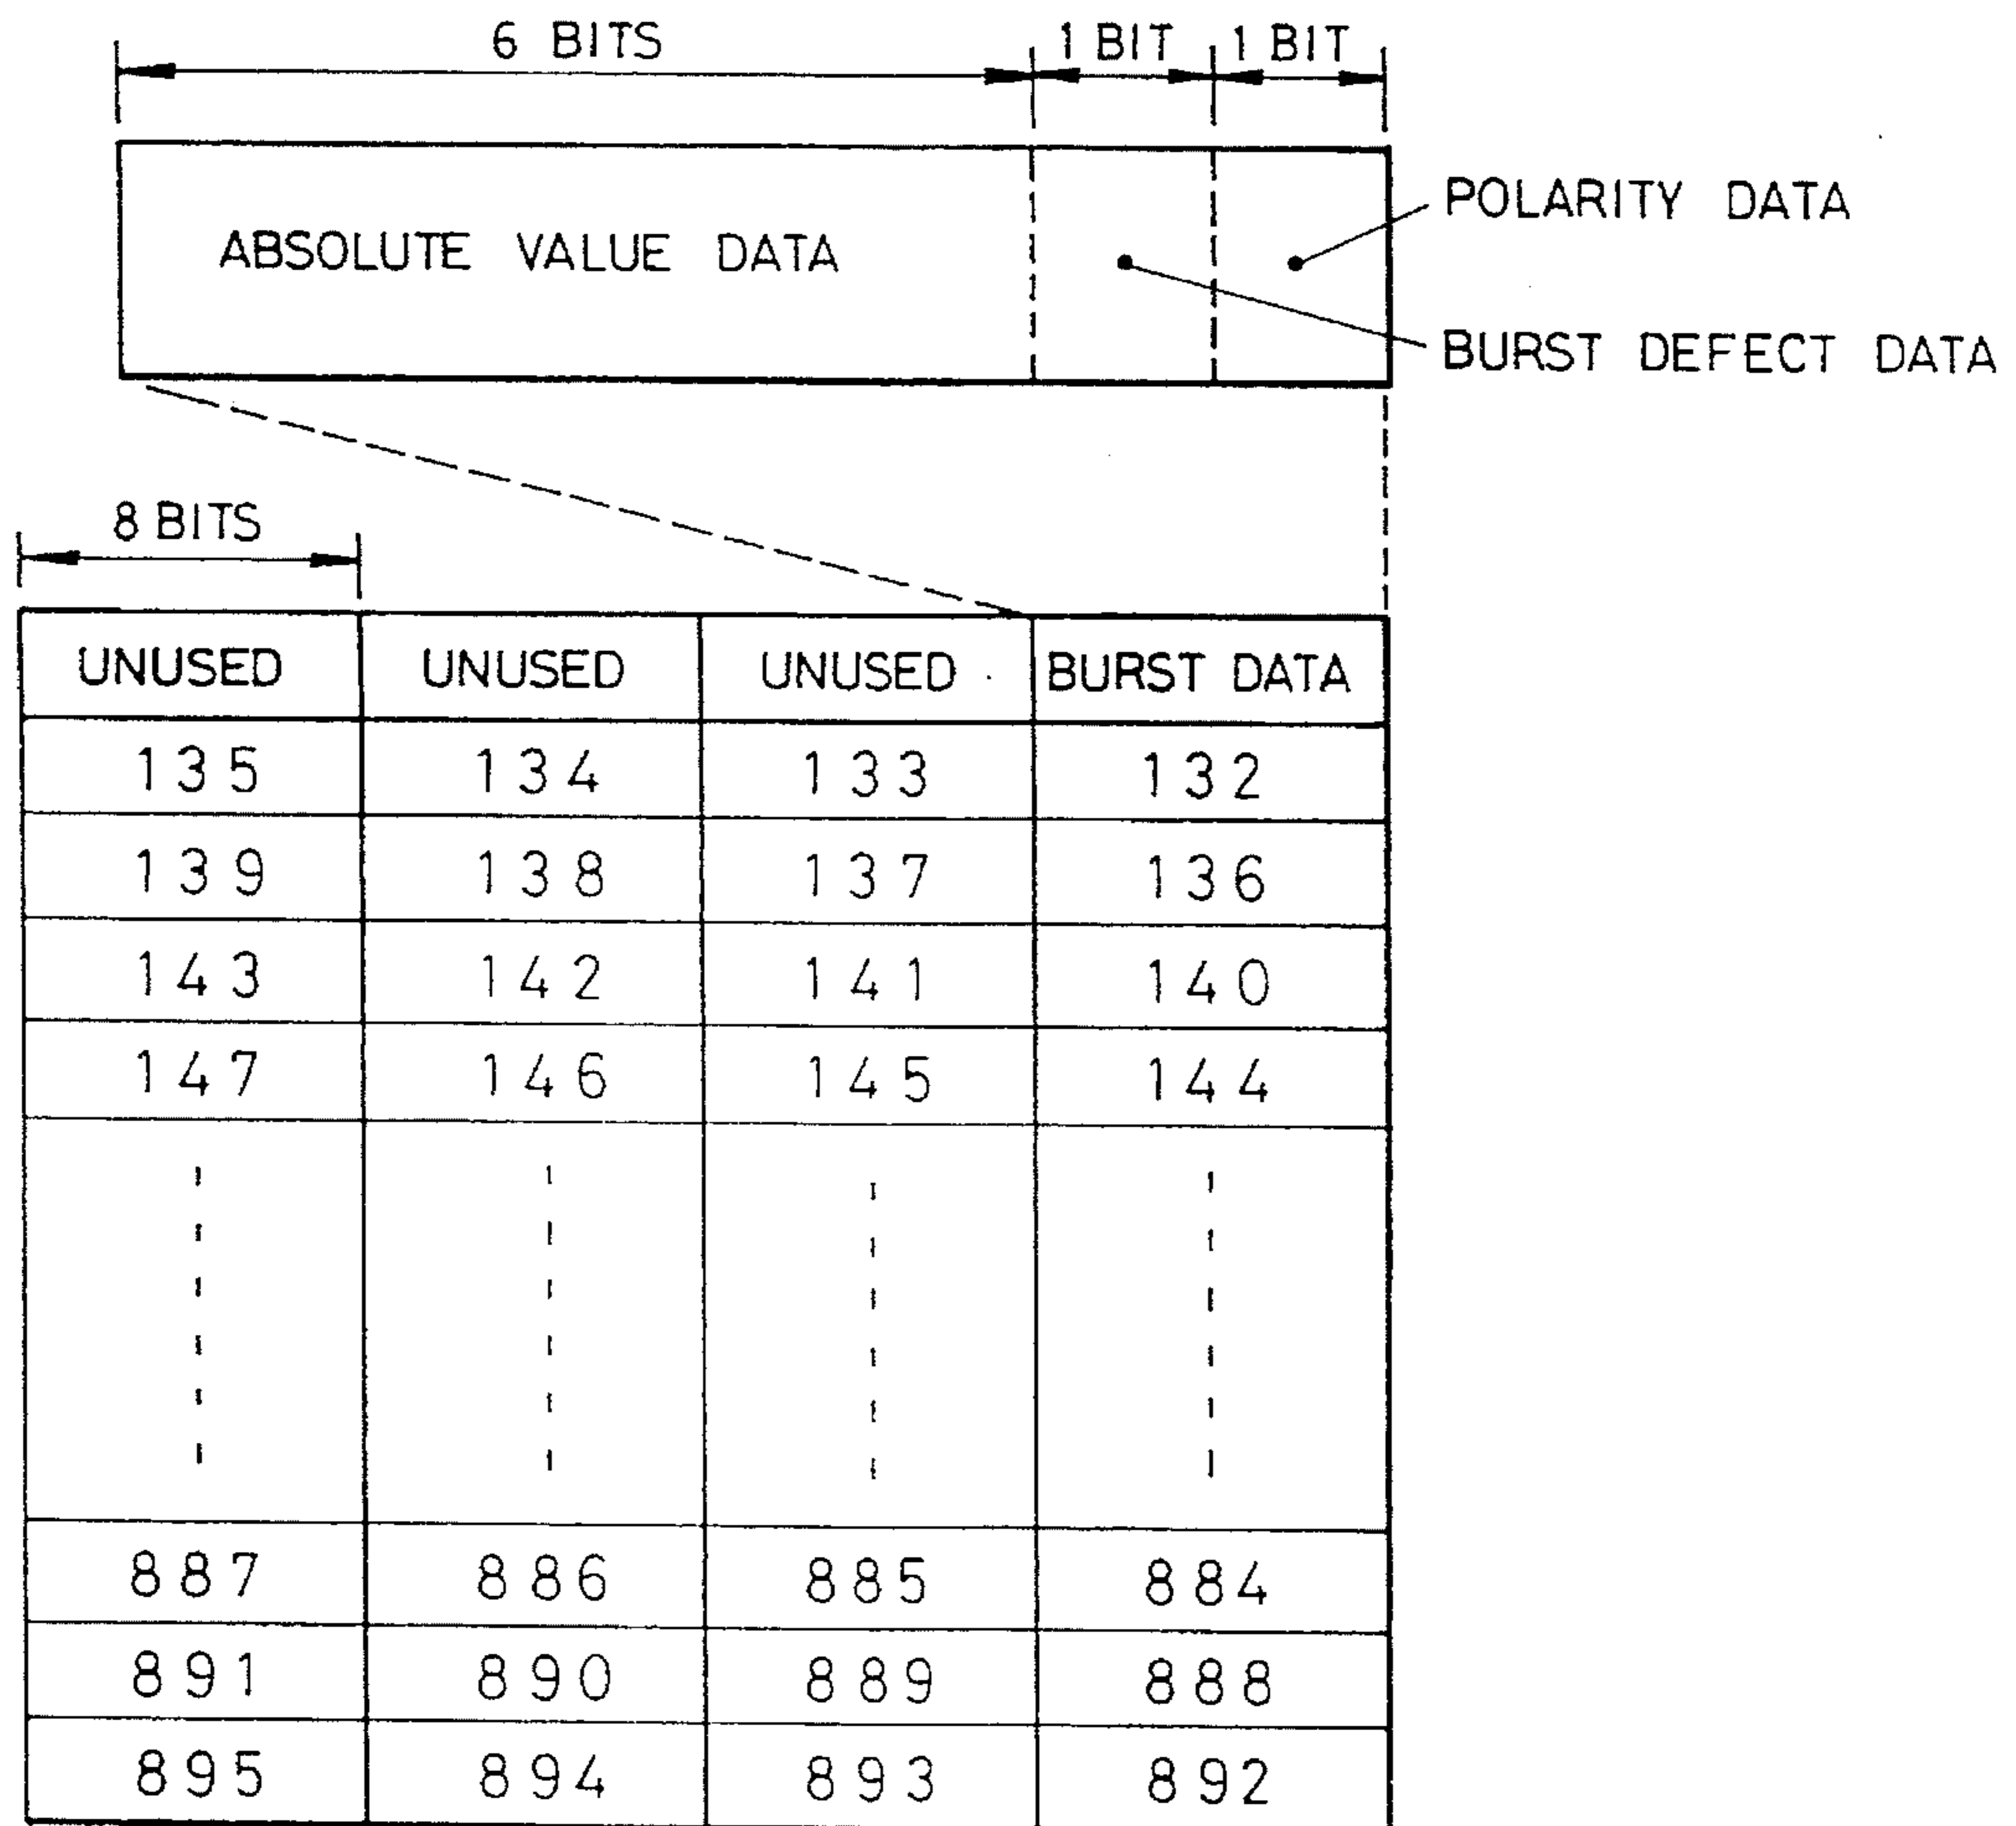 6 BITS 1 BIT 1 BIT
ABSOLUTE VALUE DATA
POLARITY DATA
BURST DEFECT DATA
8 BITS
UNUSED UNUSED UNUSED BURST DATA
135 134 133 132
139 138 137 136
143 142 141 140
147 146 145 144
887 886 885 884
891 890 889 888
895 894 893 892